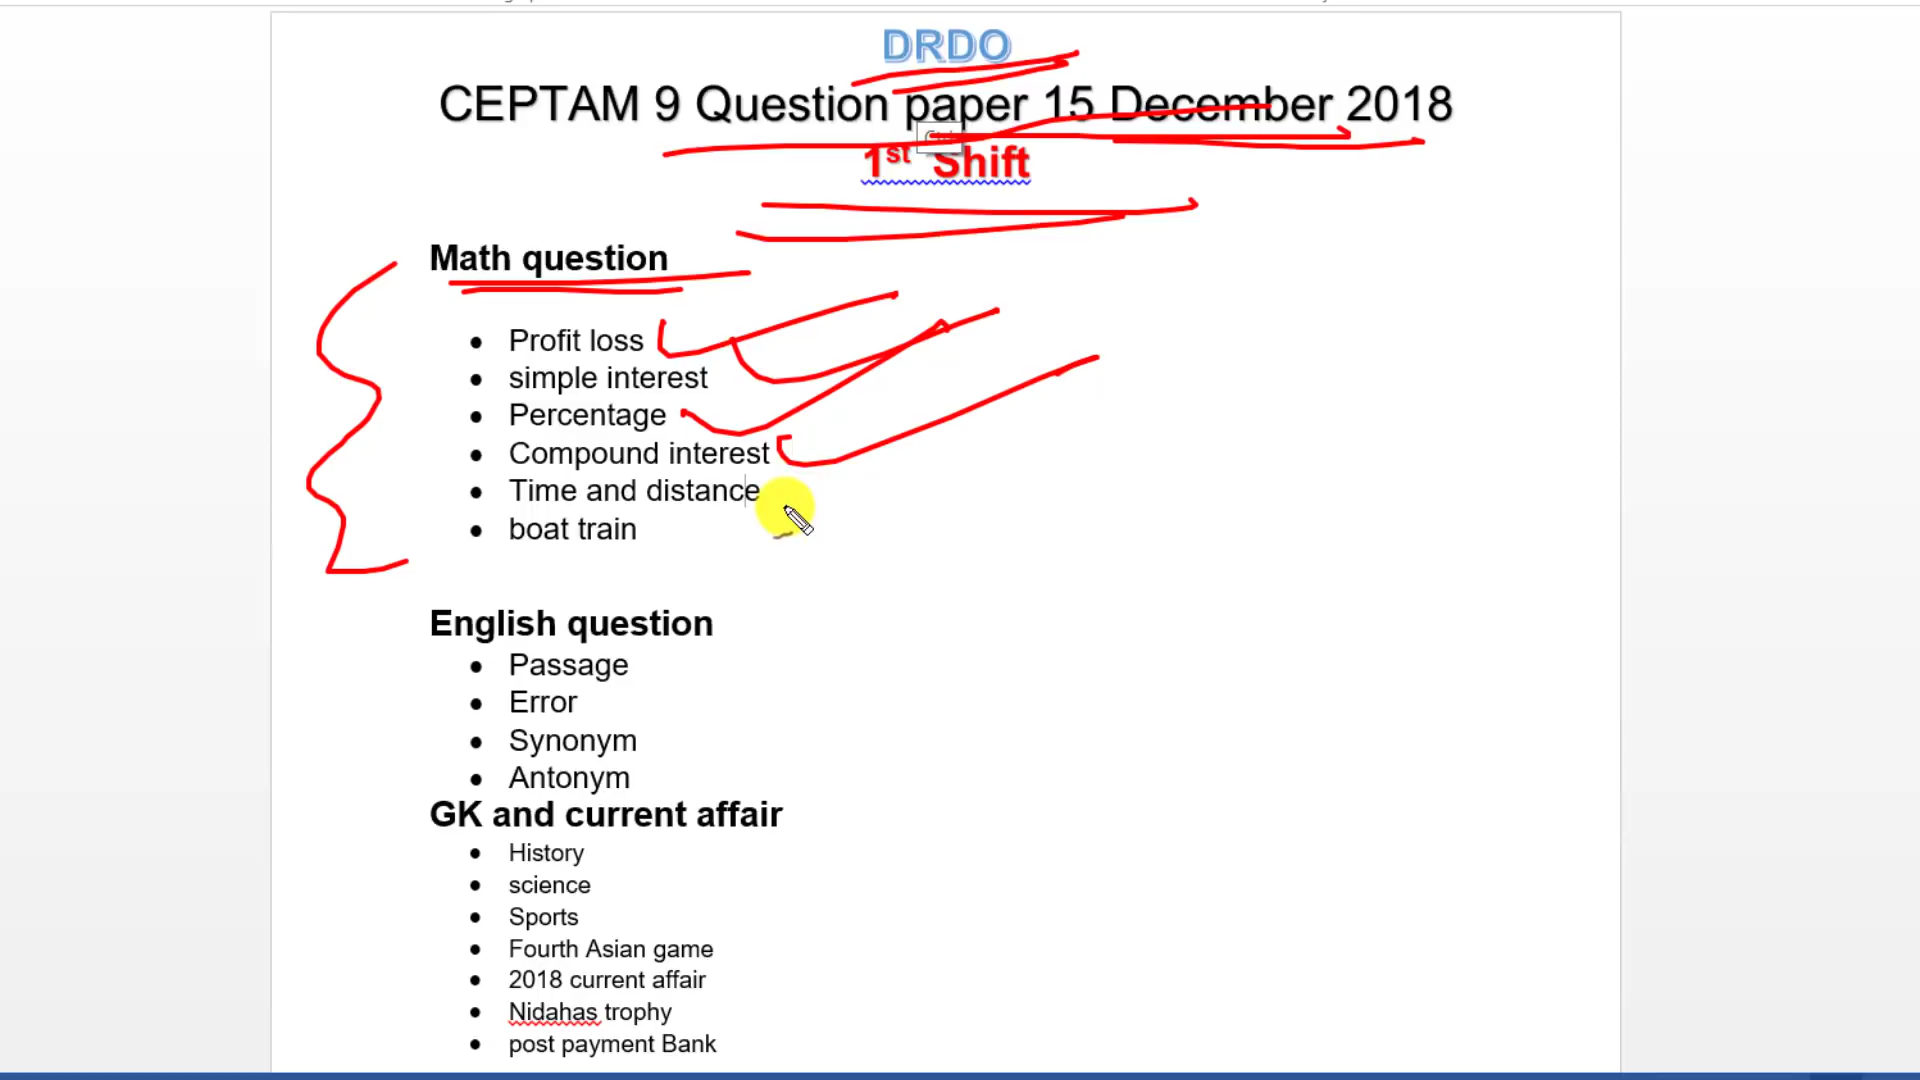 DRDO
CEPTAM 9 Question paper 15 December 2018
1st Shift
Math question
• Profit loss
• simple interest
• Percentage
• Compound interest
• Time and distance
• boat train
English question
• Passage
• Error
• Synonym
• Antonym
GK and current affair
• History
• science
• Sports
• Fourth Asian game
• 2018 current affair
• Nidahas trophy
• post payment Bank